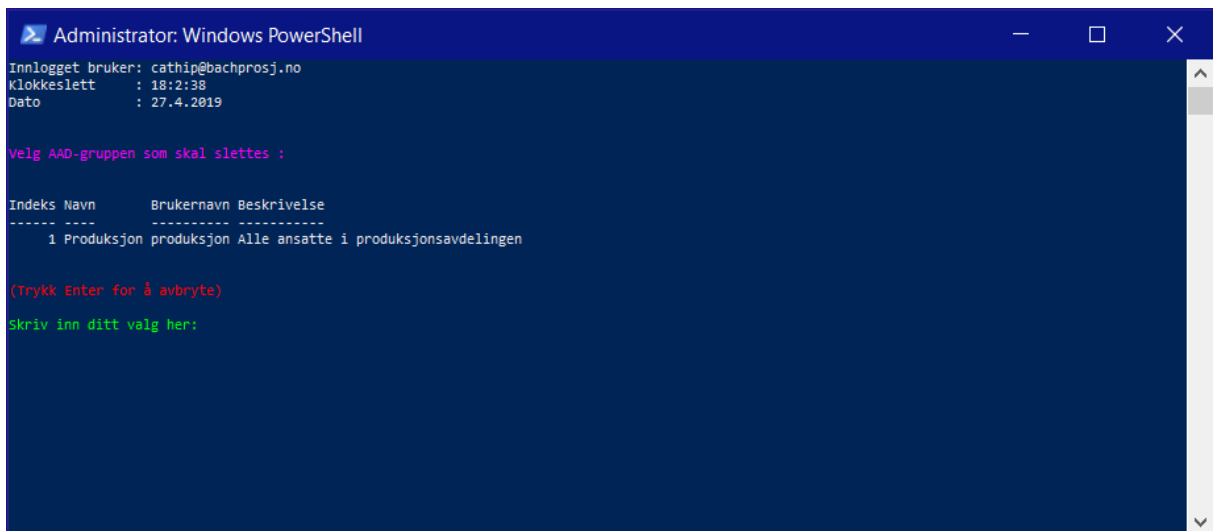 Administrator: Windows PowerShell
Innlogget bruker: cathip@bachprosj.no
Klokkeslett    : 18:2:38
Dato           : 27.4.2019
Velg AAD-gruppen som skal slettes :
Indeks Navn       Brukernavn Beskrivelse
------ ----       ---------- -----------
     1 Produksjon produksjon Alle ansatte i produksjonsavdelingen
(Trykk Enter for å avbryte)
Skriv inn ditt valg her: